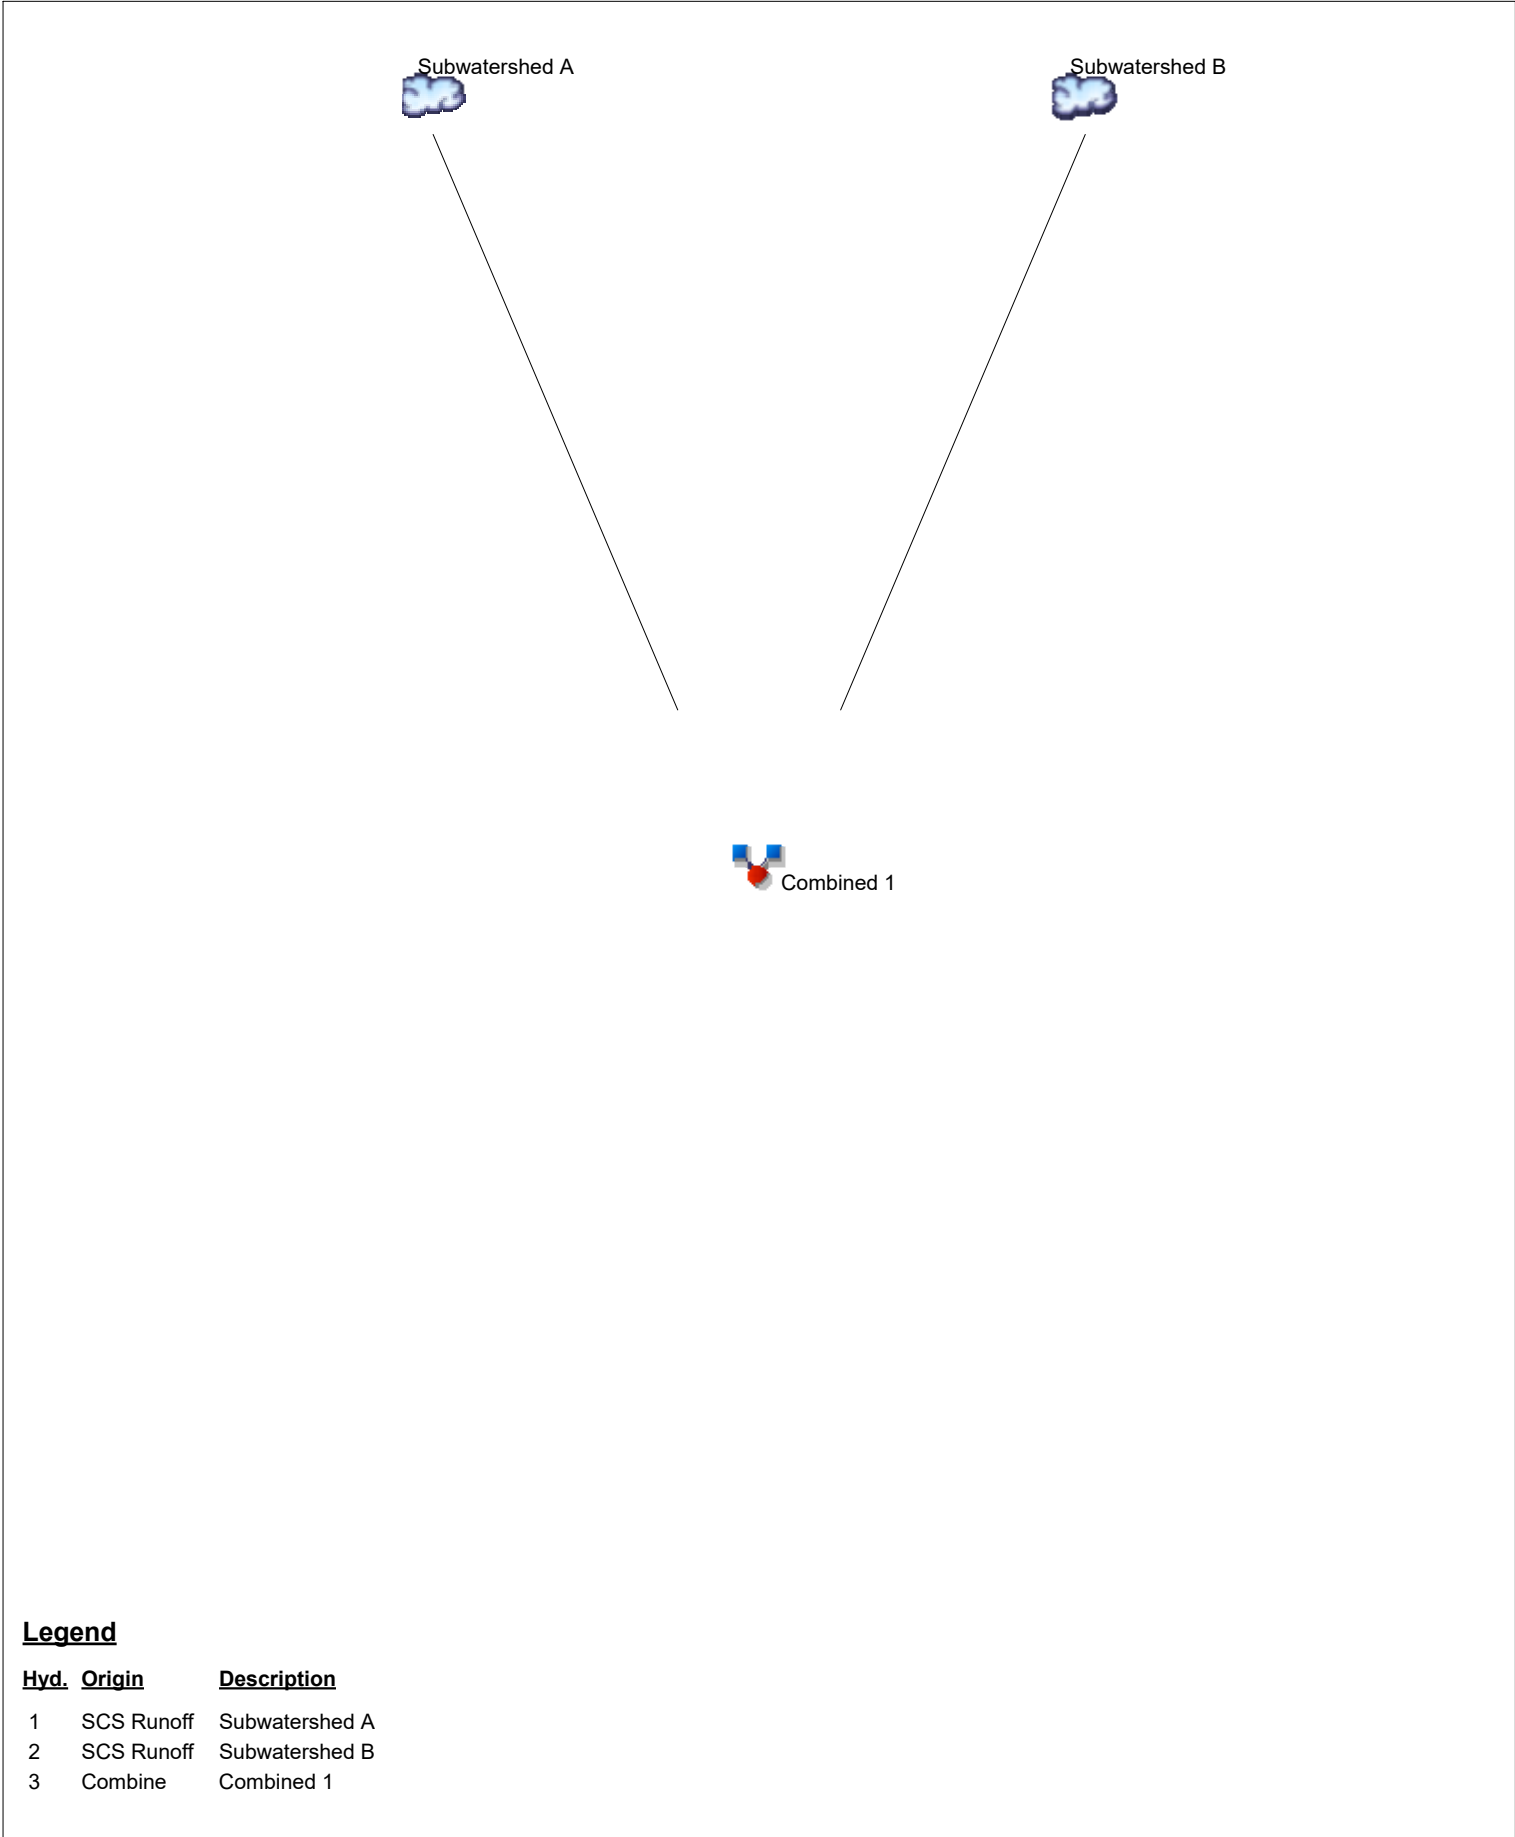 Subwatershed A
Subwatershed B
Combined 1
Legend
Hyd. Origin Description
1 SCS Runoff Subwatershed A
2 SCS Runoff Subwatershed B
3 Combine Combined 1